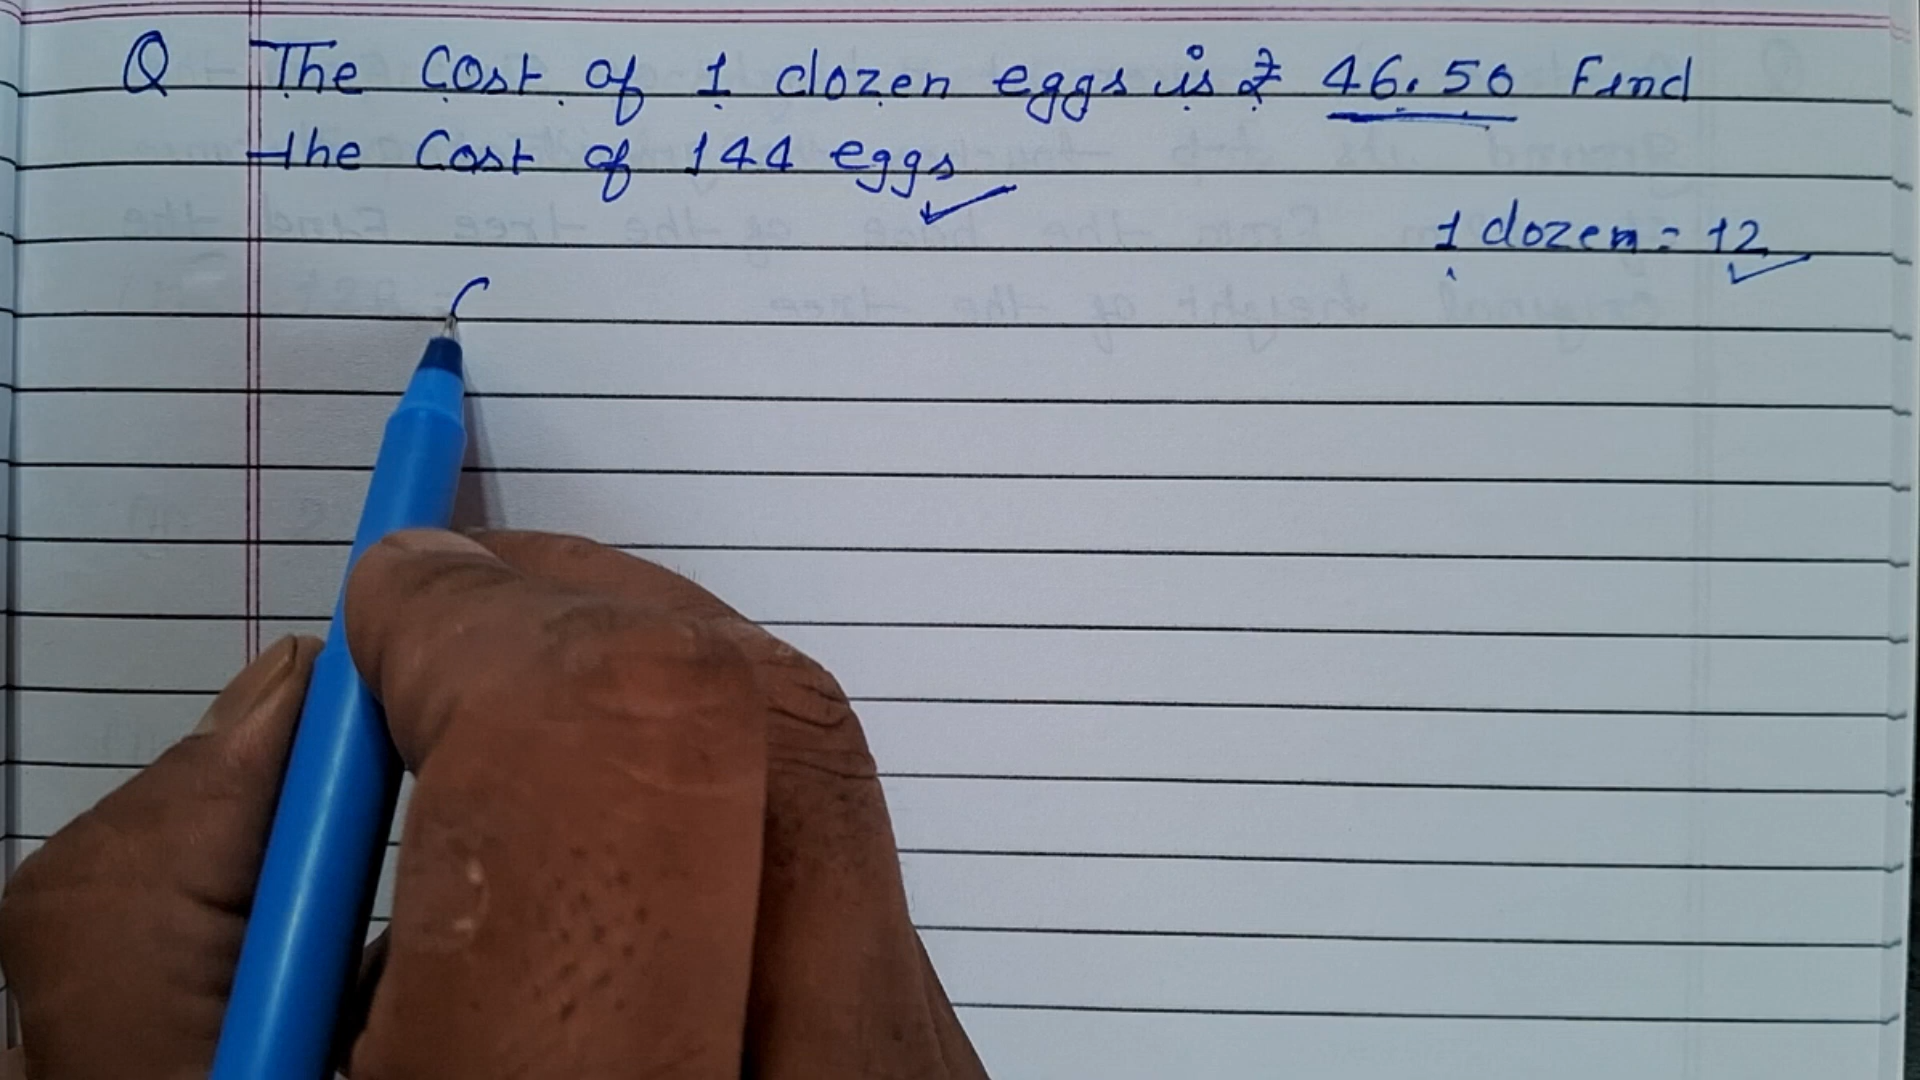 Q The Cost of 1 dozen eggs is ₹ 46.50 Find
the Cost of 144 eggs
1 dozen = 12